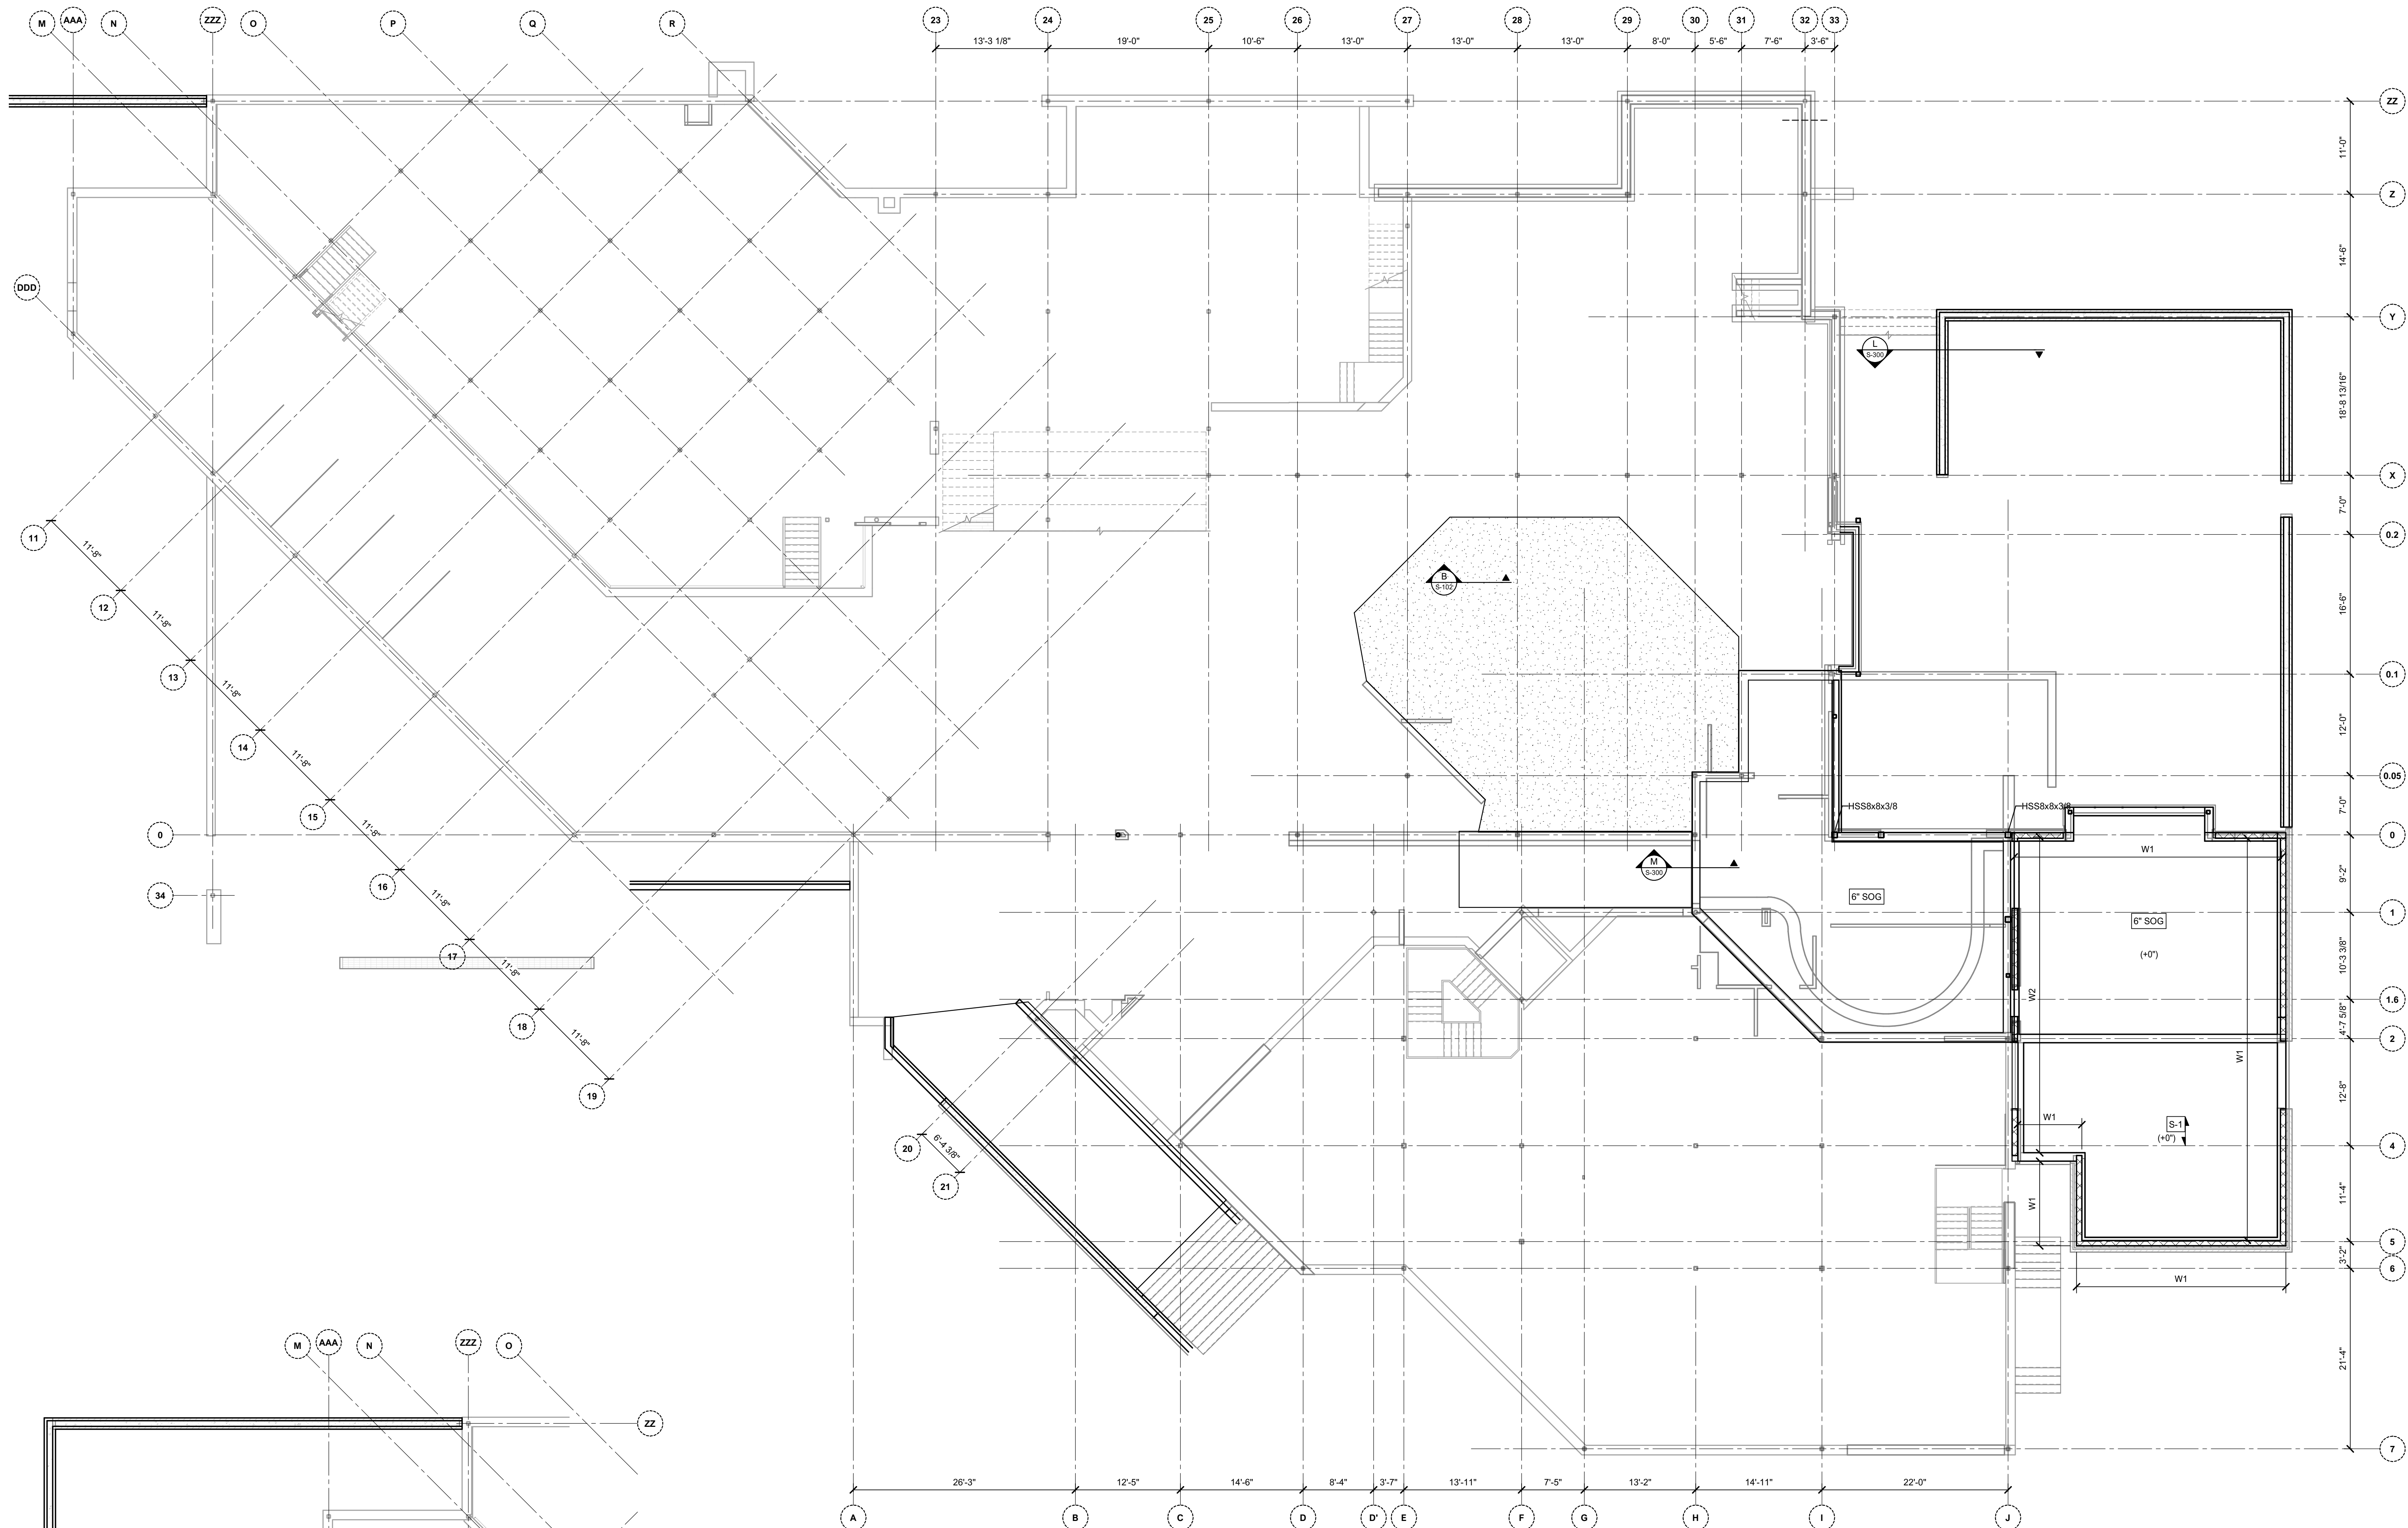 M AAA N ZZZ O P Q R 23 24 25 26 27 28 29 30 31 32 33
13'-3 1/8" 19'-0" 10'-6" 13'-0" 13'-0" 13'-0" 8'-0" 5'-6" 7'-6" 3'-6"
ZZ
11'-0"
Z
14'-6"
DDD
Y
L
S-300
18'-8 13/16"
X
7'-0"
11
0.2
11'-8"
B
S-102
12
16'-6"
11'-8"
13
0.1
11'-8"
14
12'-0"
11'-8"
0.05
15
HSS8x8x3/8
HSS8x8x3/8
7'-0"
11'-8"
0
0
W1
M
S-300
16
9'-2"
34
6" SOG
11'-8"
1
6" SOG
17
(+0")
10'-3 3/8"
11'-8"
W2
1.6
18
4'-7 5/8"
11'-8"
2
W1
19
12'-8"
W1
S-1
(+0")
20
6'-4 3/8"
4
21
11'-4"
W1
5
3'-2"
6
W1
21'-4"
M AAA N ZZZ O
ZZ
7
26'-3" 12'-5" 14'-6" 8'-4" 3'-7" 13'-11" 7'-5" 13'-2" 14'-11" 22'-0"
A B C D D' E F G H I J